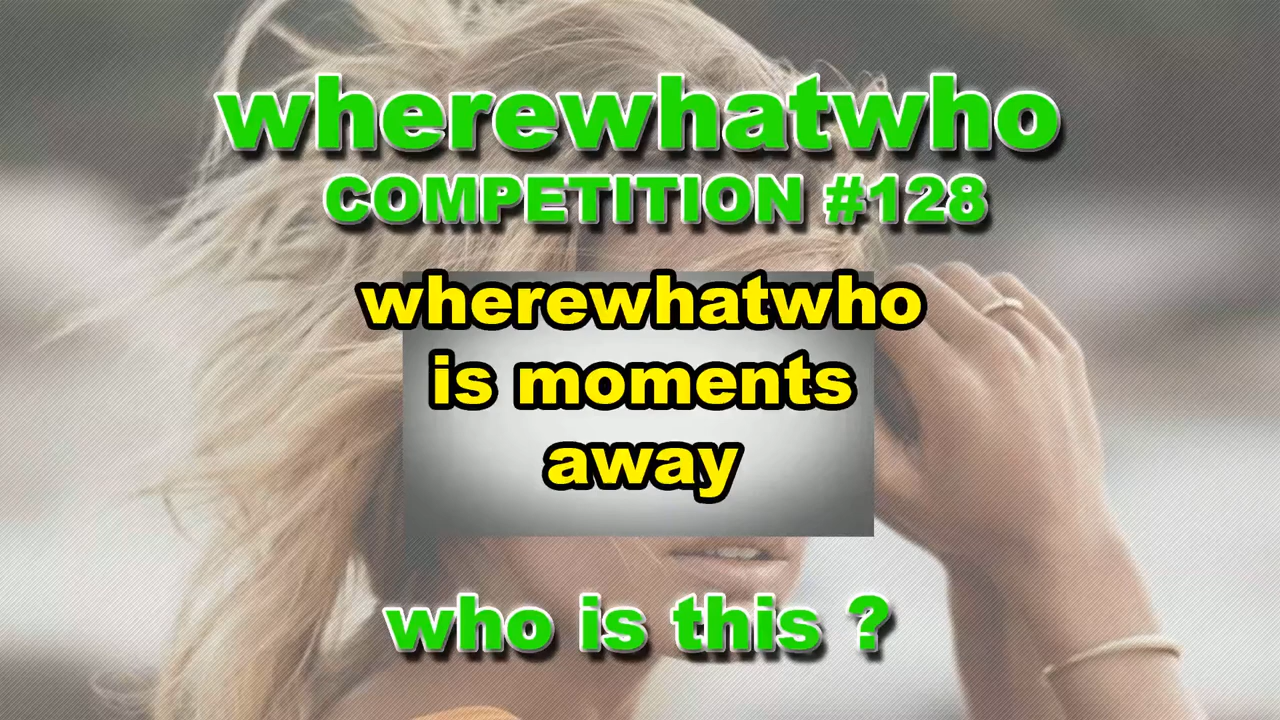 wherewhatwho
COMPETITION #128
wherewhatwho
is moments
away
who is this ?